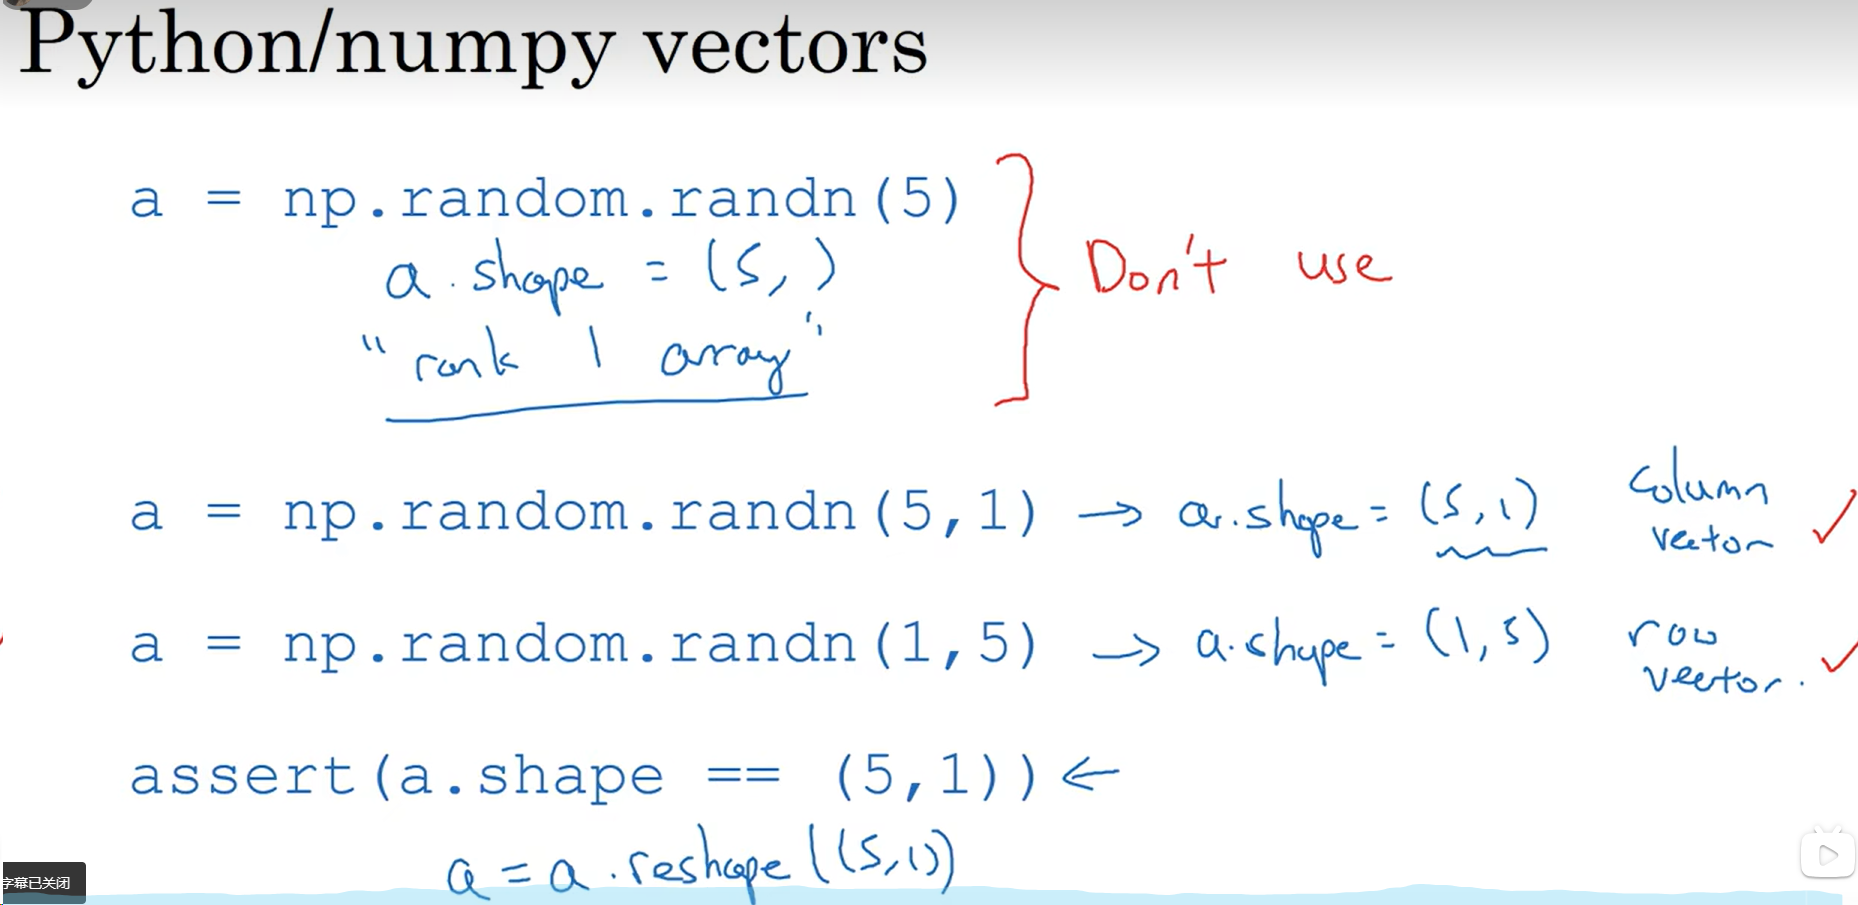 Python/numpy vectors
a = np.random.randn(5)
a.shape = (5, )
"rank 1 array"
Don't use
a = np.random.randn(5,1) → a.shape = (5,1) column vector ✓
a = np.random.randn(1,5) → a.shape = (1,5) row vector. ✓
assert(a.shape == (5,1)) ←
a = a.reshape((5,1))
字幕已关闭